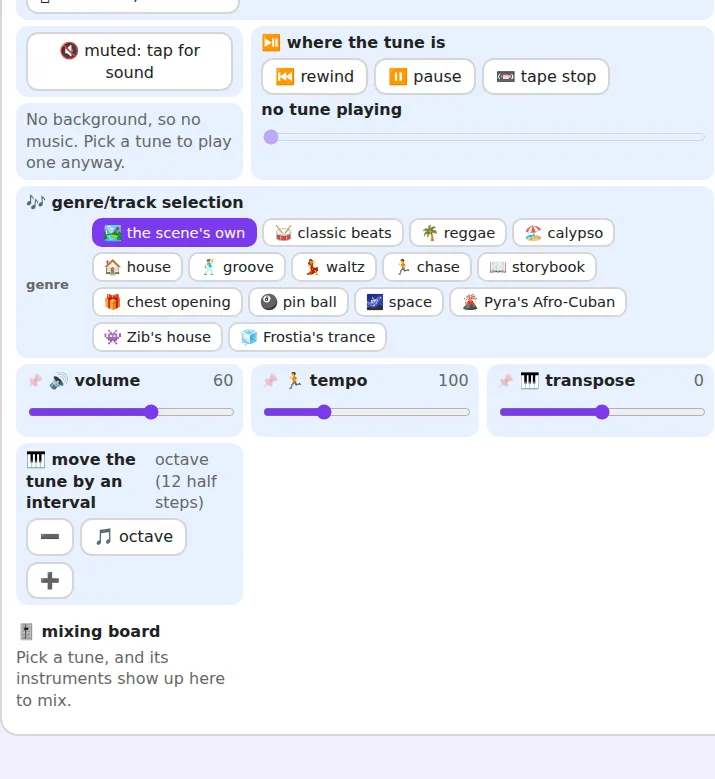 muted: tap for
sound
No background, so no
music. Pick a tune to play
one anyway.
where the tune is
rewind
pause
tape stop
no tune playing
genre/track selection
genre
the scene's own
classic beats
reggae
calypso
house
groove
waltz
chase
storybook
chest opening
pin ball
space
Pyra's Afro-Cuban
Zib's house
Frostia's trance
volume 60
tempo 100
transpose 0
move the
tune by an
interval
octave
(12 half
steps)
octave
mixing board
Pick a tune, and its
instruments show up here
to mix.